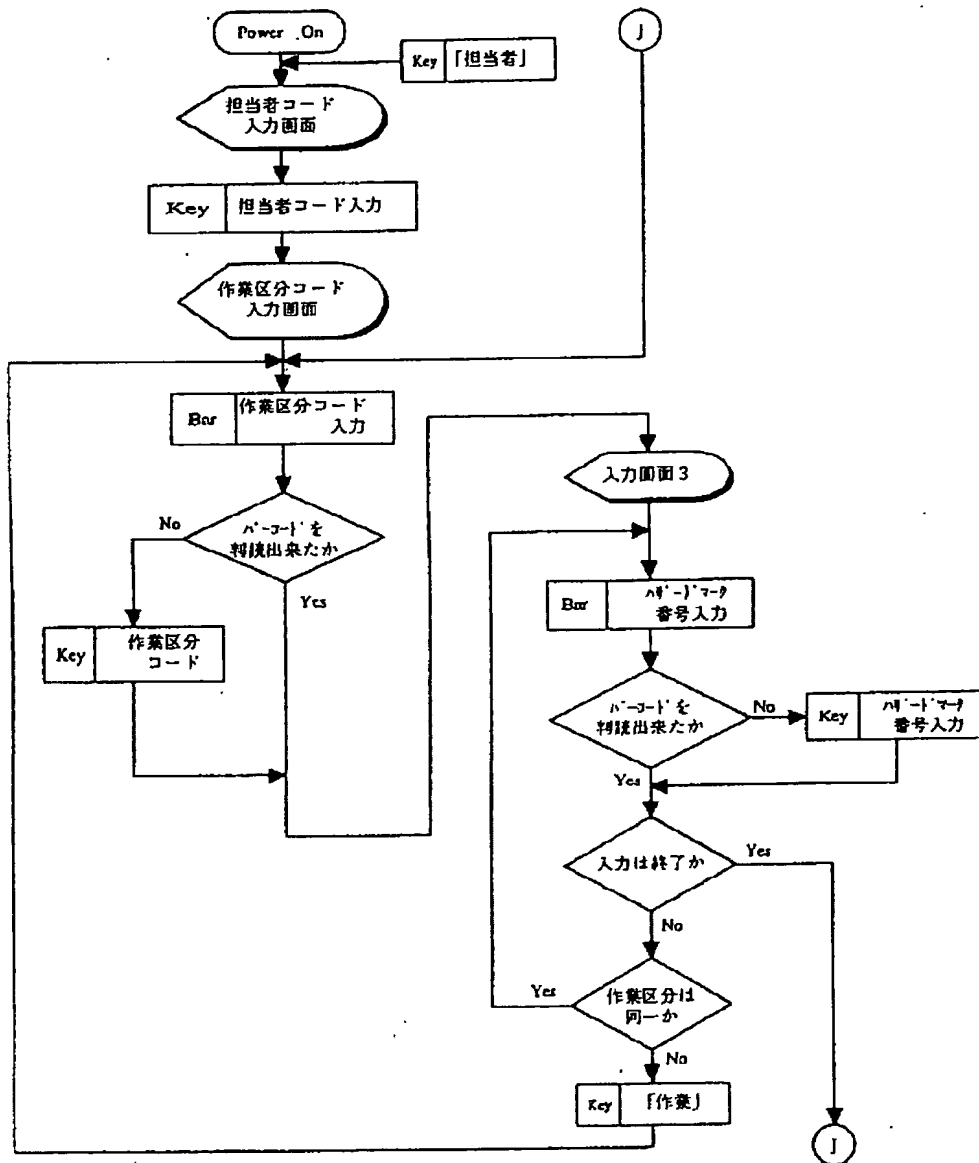 Power On
J
Key 「担当者」
担当者コード
入力画面
Key 担当者コード入力
作業区分コード
入力画面
Bar 作業区分コード
入力
バーコードを
判読出来たか
No
Yes
Key 作業区分
コード
入力画面3
Bar ハザードマーク
番号入力
バーコードを
判読出来たか
No
Key ハザードマーク
番号入力
Yes
入力は終了か
Yes
No
作業区分は
同一か
Yes
No
Key 「作業」
J